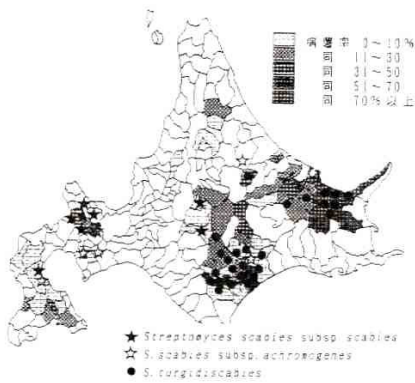 病薯率 0～10%
同 11～30
同 31～50
同 51～70
同 70%以上
★ Streptomyces scabies subsp. scabies
☆ S. scabies subsp. achromogenes
● S. turgidiscabies